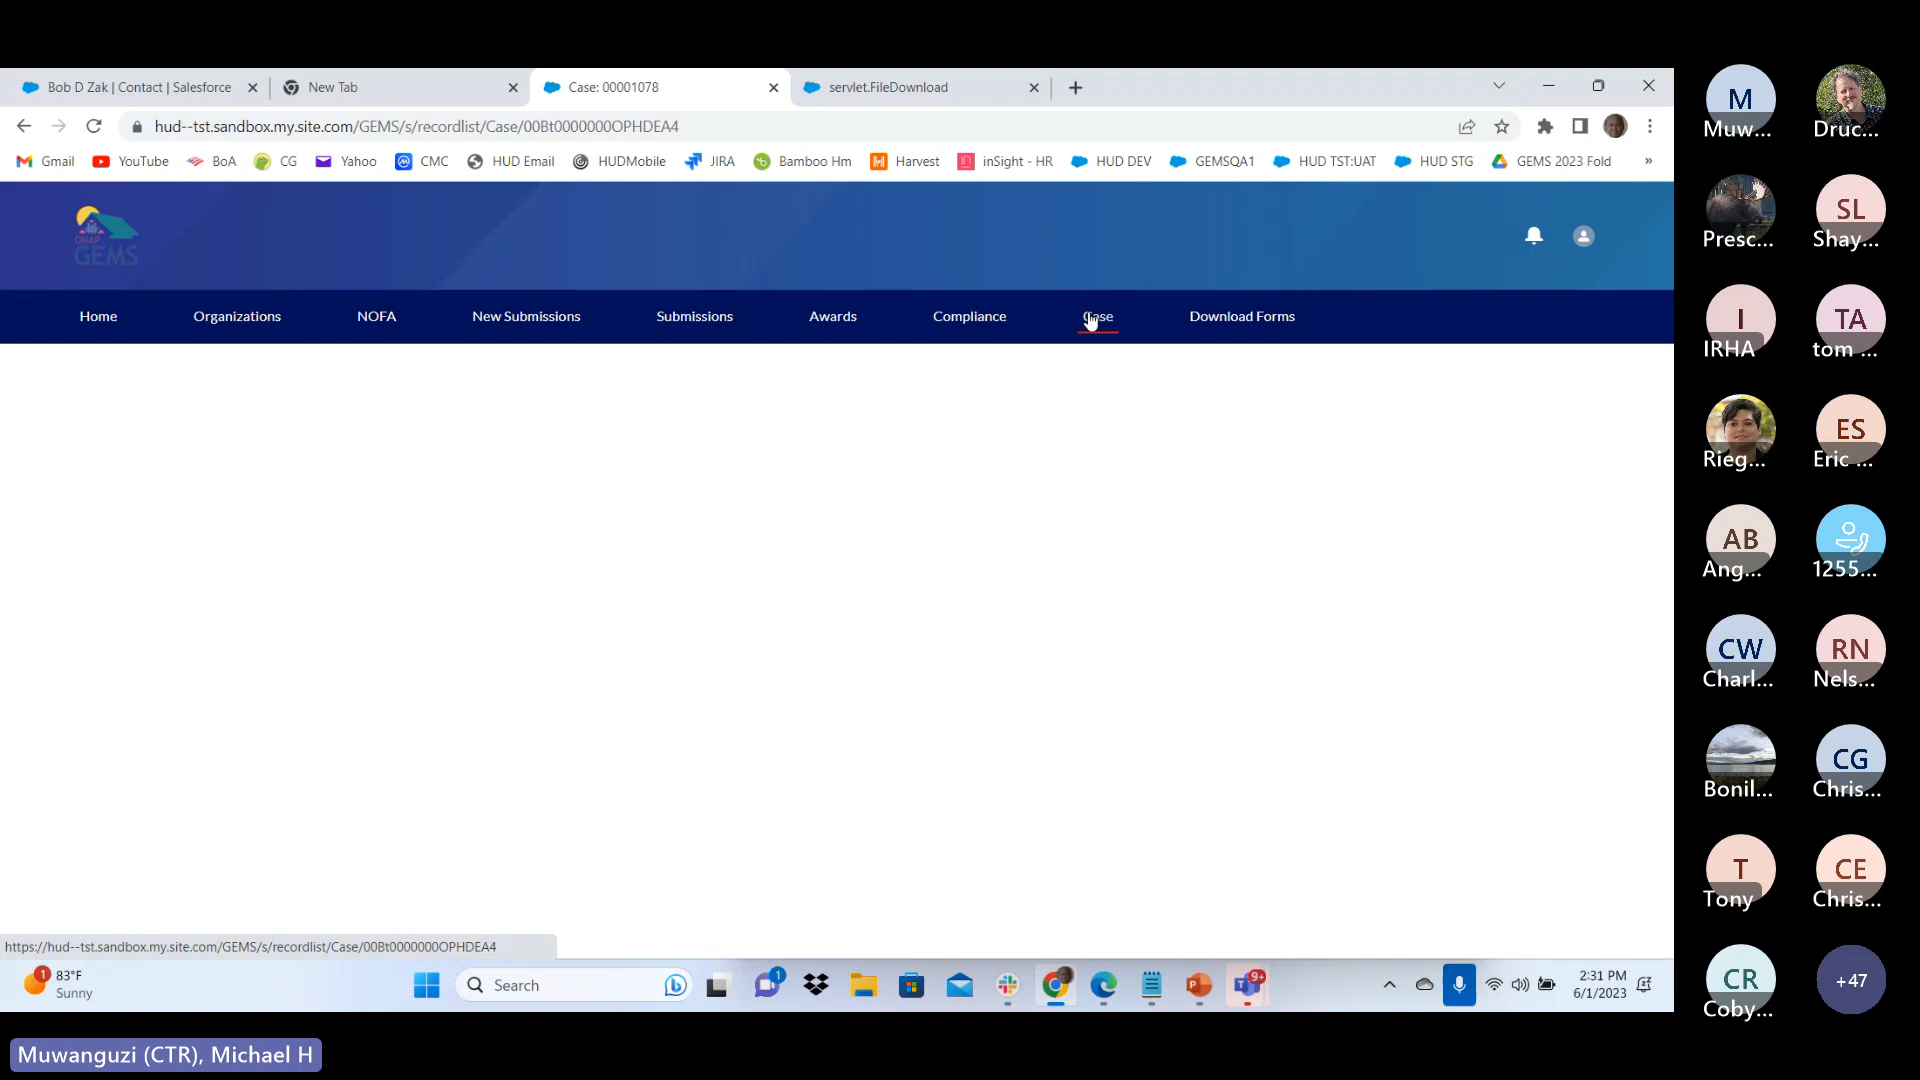 Bob D Zak | Contact | Salesforce
New Tab
Case: 00001078
servlet.FileDownload
hud--tst.sandbox.my.site.com/GEMS/s/recordlist/Case/00Bt0000000OPHDEA4
Gmail
YouTube
BoA
CG
Yahoo
CMC
HUD Email
HUDMobile
JIRA
Bamboo Hm
Harvest
inSight - HR
HUD DEV
GEMSQA1
HUD TST:UAT
HUD STG
GEMS 2023 Fold
»
ONAP
GEMS
Home
Organizations
NOFA
New Submissions
Submissions
Awards
Compliance
Case
Download Forms
https://hud--tst.sandbox.my.site.com/GEMS/s/recordlist/Case/00Bt0000000OPHDEA4
1
83°F
Sunny
Search
1
9+
2:31 PM
6/1/2023
Muwanguzi (CTR), Michael H
M
Muw...
Druc...
Presc...
SL
Shay...
I
IRHA
TA
tom ...
Rieg...
ES
Eric ...
AB
Ang...
1255...
CW
Charl...
RN
Nels...
Bonil...
CG
Chris...
T
Tony
CE
Chris...
CR
Coby...
+47